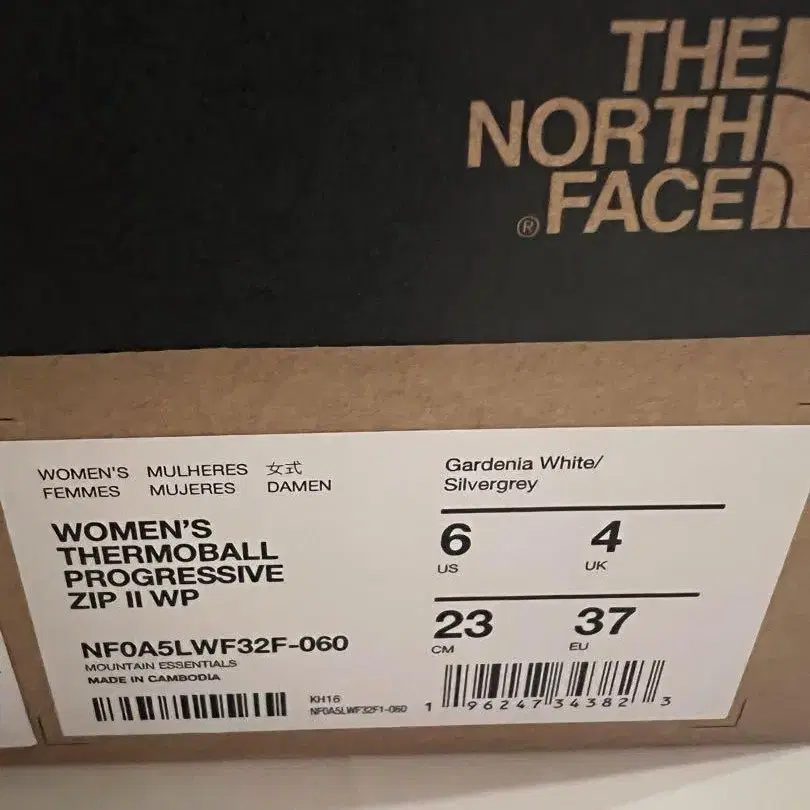 THE
NORTH
FACE
®
WOMEN'S MULHERES 女式
FEMMES MUJERES DAMEN
WOMEN'S
THERMOBALL
PROGRESSIVE
ZIP II WP
NF0A5LWF32F-060
MOUNTAIN ESSENTIALS
MADE IN CAMBODIA
KH16
NF0A5LWF32F1-060
Gardenia White/
Silvergrey
6 4
US UK
23 37
CM EU
1 96247 34382 3